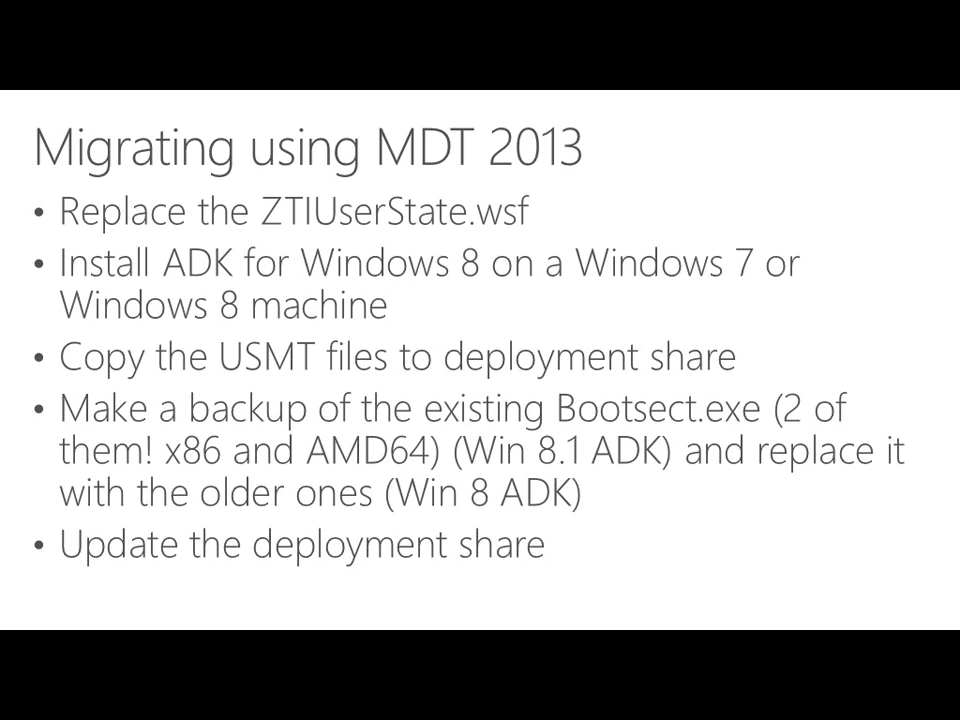 Migrating using MDT 2013
• Replace the ZTIUserState.wsf
• Install ADK for Windows 8 on a Windows 7 or
Windows 8 machine
• Copy the USMT files to deployment share
• Make a backup of the existing Bootsect.exe (2 of
them! x86 and AMD64) (Win 8.1 ADK) and replace it
with the older ones (Win 8 ADK)
• Update the deployment share